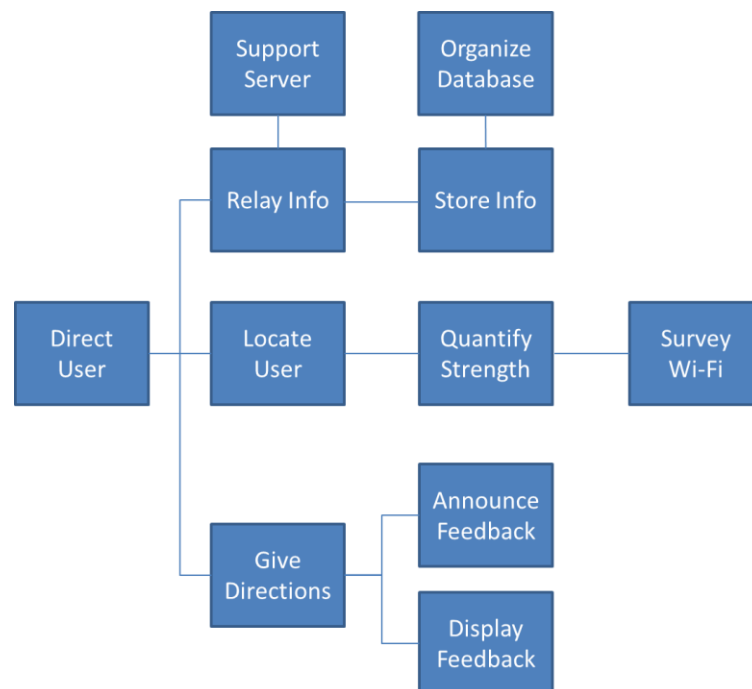 Support
Server
Organize
Database
Relay Info
Store Info
Direct
User
Locate
User
Quantify
Strength
Survey
Wi-Fi
Announce
Feedback
Give
Directions
Display
Feedback